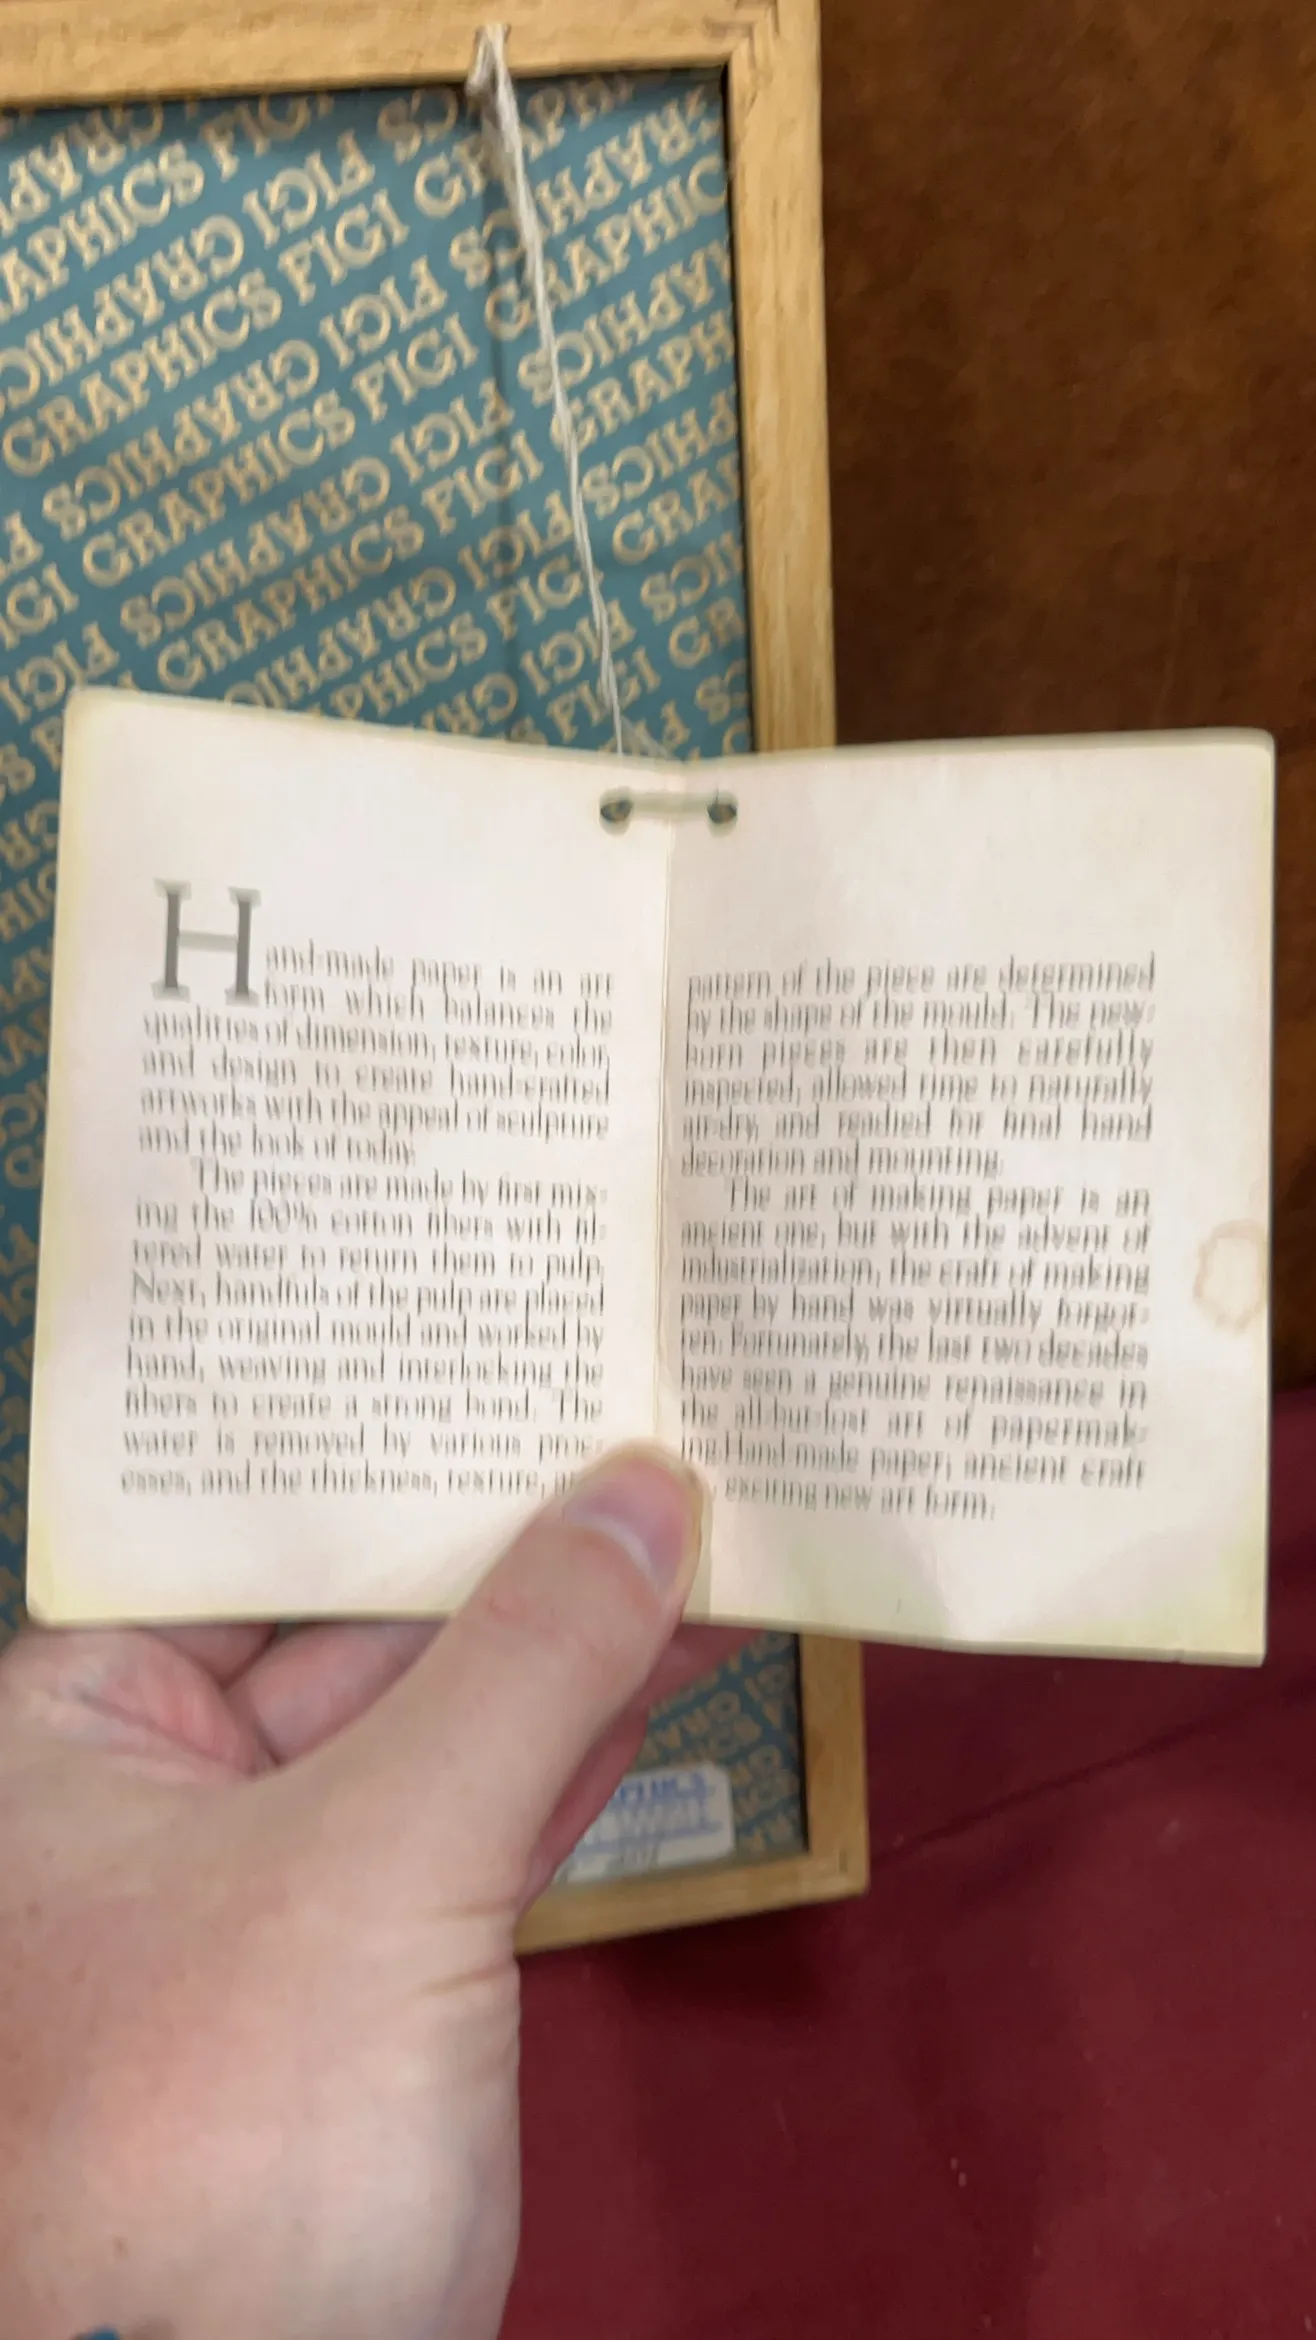 GRAPHICS FIGI GRAPHICS
GRAPHICS FIGI GRAPHICS
GRAPHICS FIGI GRAPHICS
GRAPHICS FIGI
Hand-made paper is an art
form which balances the
qualities of dimension, texture, color,
and design to create hand-crafted
artworks with the appeal of sculpture
and the look of today.
The pieces are made by first mix-
ing the 100% cotton fibers with fil-
tered water to return them to pulp.
Next, handfuls of the pulp are placed
in the original mould and worked by
hand, weaving and interlocking the
fibers to create a strong bond. The
water is removed by various proc-
esses, and the thickness, texture,
pattern of the piece are determined
by the shape of the mould. The new-
born pieces are then carefully
inspected, allowed time to naturally
air-dry, and readied for final hand
decoration and mounting.
The art of making paper is an
ancient one, but with the advent of
industrialization, the craft of making
paper by hand was virtually forgot-
ten. Fortunately, the last two decades
have seen a genuine renaissance in
the all-but-lost art of papermak-
ing. Hand-made paper; ancient craft
, exciting new art form.